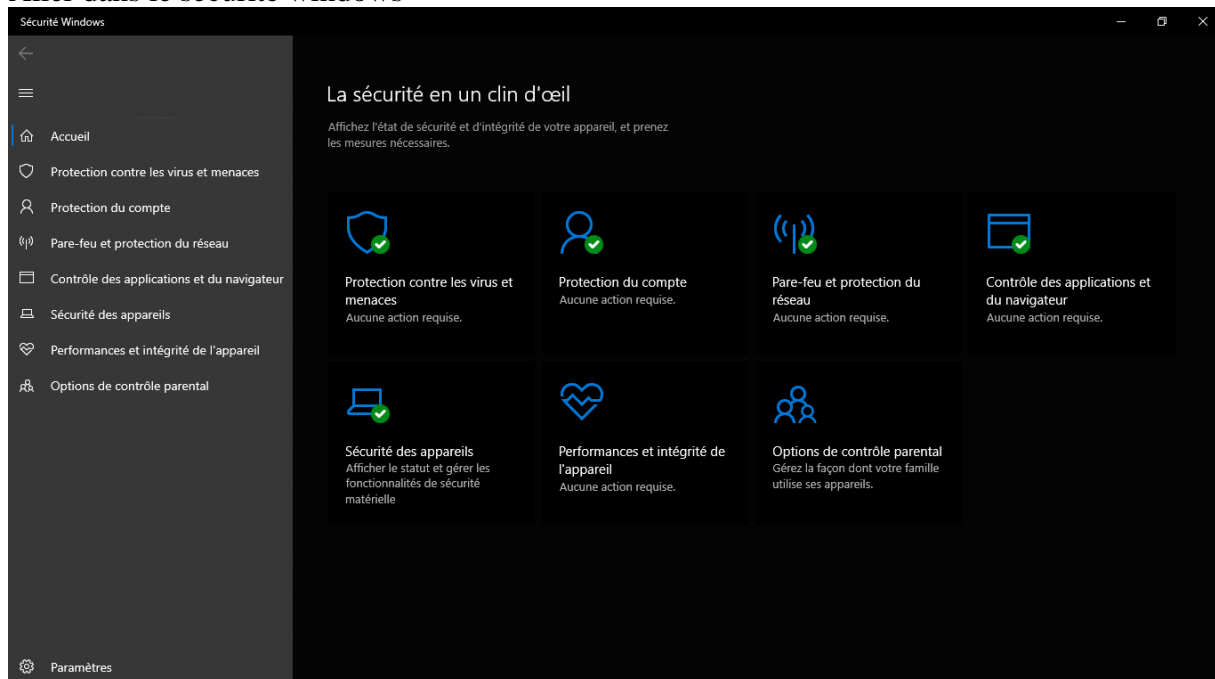 Aller dans le sécurité windows
Sécurité Windows
La sécurité en un clin d'œil
Affichez l'état de sécurité et d'intégrité de votre appareil, et prenez
les mesures nécessaires.
Accueil
Protection contre les virus et menaces
Protection du compte
Pare-feu et protection du réseau
Contrôle des applications et du navigateur
Sécurité des appareils
Performances et intégrité de l'appareil
Options de contrôle parental
Paramètres
Protection contre les virus et
menaces
Aucune action requise.
Protection du compte
Aucune action requise.
Pare-feu et protection du
réseau
Aucune action requise.
Contrôle des applications et
du navigateur
Aucune action requise.
Sécurité des appareils
Afficher le statut et gérer les
fonctionnalités de sécurité
matérielle
Performances et intégrité de
l'appareil
Aucune action requise.
Options de contrôle parental
Gérez la façon dont votre famille
utilise ses appareils.